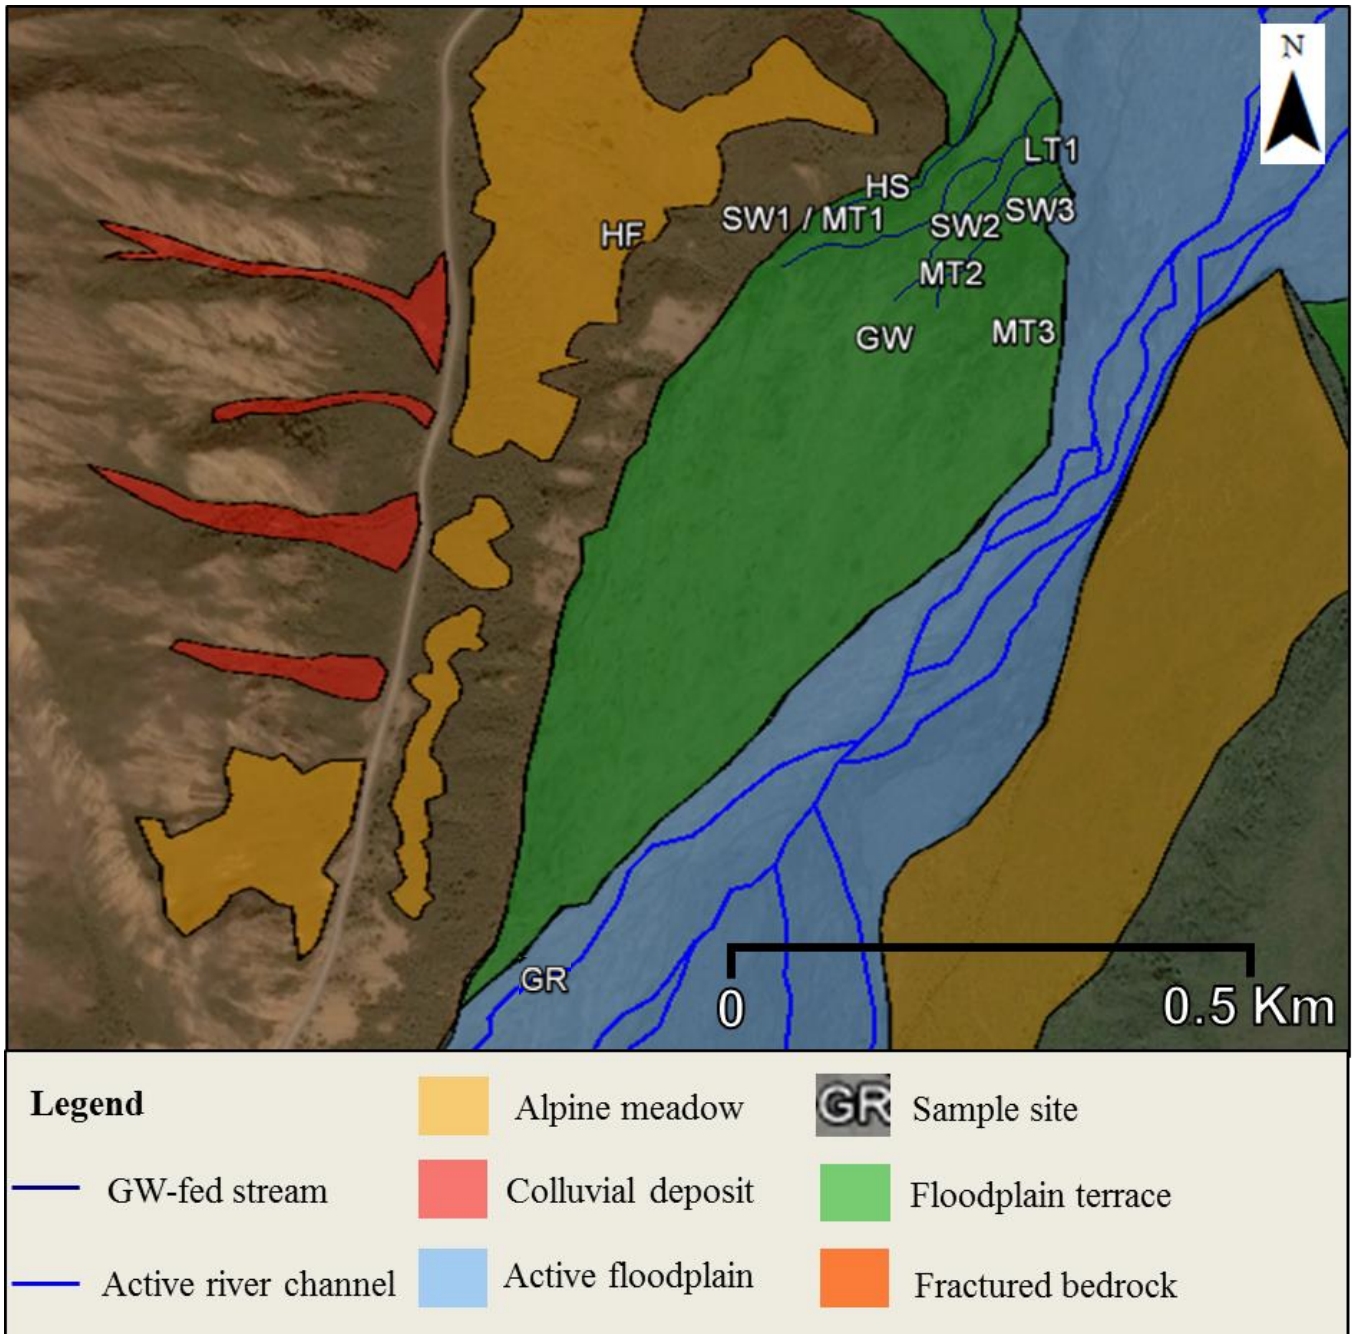 N
LT1
HS
SW1 / MT1
SW2
SW3
HF
MT2
GW
MT3
GR
0
0.5 Km
Legend
Alpine meadow
GR
Sample site
GW-fed stream
Colluvial deposit
Floodplain terrace
Active river channel
Active floodplain
Fractured bedrock